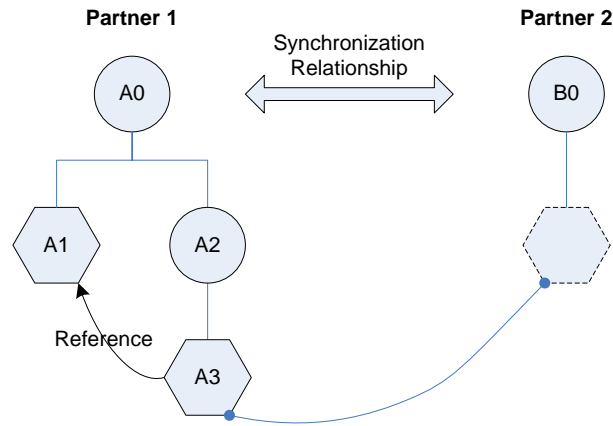 Partner 1
Partner 2
Synchronization
Relationship
A0
B0
A1
A2
Reference
A3